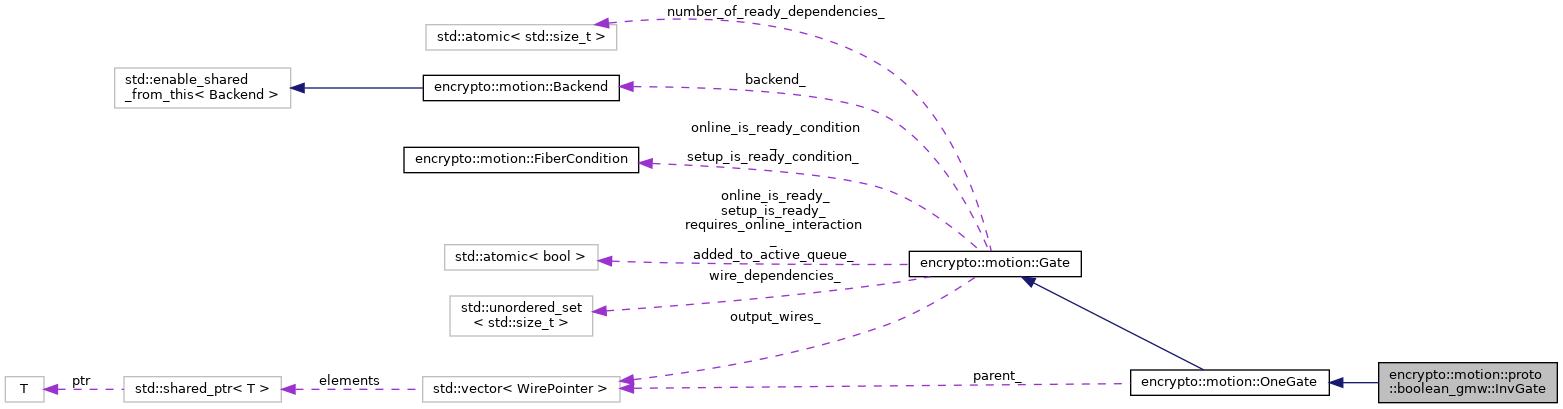 number_of_ready_dependencies_
std::atomic< std::size_t >
std::enable_shared
_from_this< Backend >
encrypto::motion::Backend
backend_
online_is_ready_condition
_
setup_is_ready_condition_
encrypto::motion::FiberCondition
online_is_ready_
setup_is_ready_
requires_online_interaction
_
added_to_active_queue_
std::atomic< bool >
encrypto::motion::Gate
wire_dependencies_
std::unordered_set
< std::size_t >
output_wires_
T
ptr
std::shared_ptr< T >
elements
std::vector< WirePointer >
parent_
encrypto::motion::OneGate
encrypto::motion::proto
::boolean_gmw::InvGate